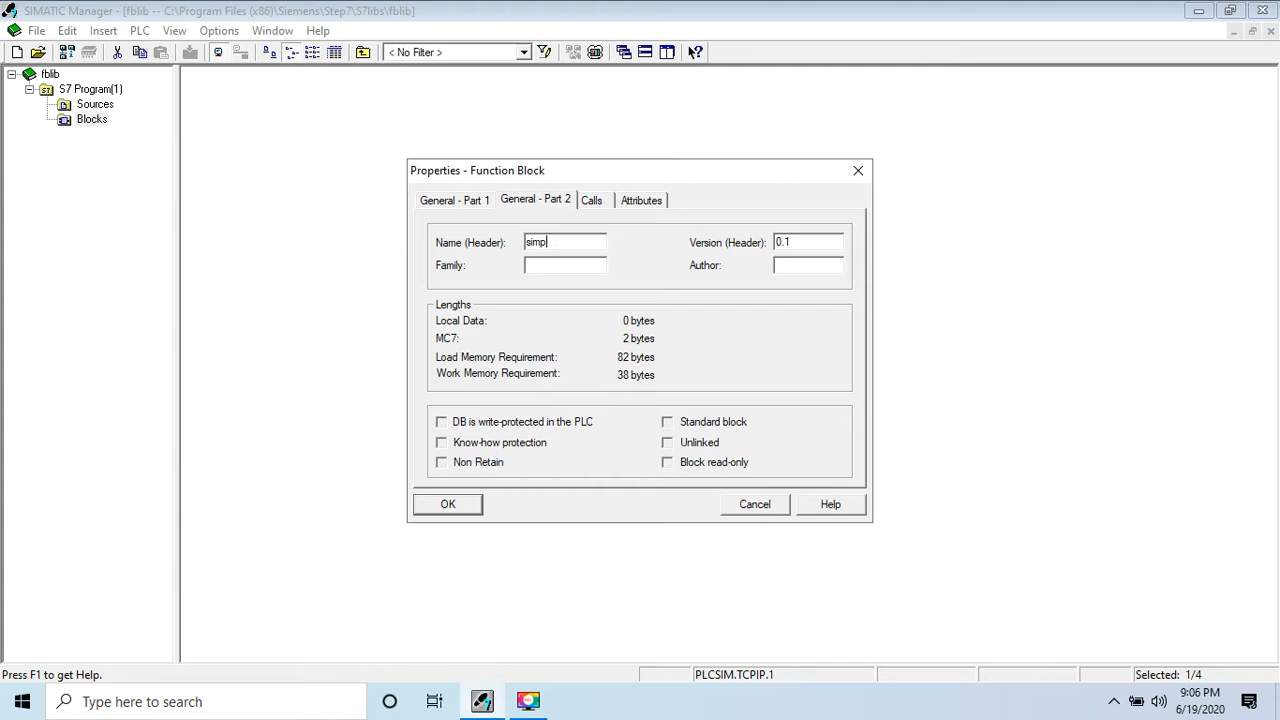 SIMATIC Manager - [fblib -- C:\Program Files (x86)\Siemens\Step7\S7libs\fblib]
File Edit Insert PLC View Options Window Help
< No Filter >
fblib
S7 Program(1)
Sources
Blocks
Properties - Function Block
General - Part 1 General - Part 2 Calls Attributes
Name (Header): simp Version (Header): 0.1
Family: Author:
Lengths
Local Data: 0 bytes
MC7: 2 bytes
Load Memory Requirement: 82 bytes
Work Memory Requirement: 38 bytes
DB is write-protected in the PLC Standard block
Know-how protection Unlinked
Non Retain Block read-only
OK Cancel Help
Press F1 to get Help. PLCSIM.TCPIP.1 Selected: 1/4
Type here to search
9:06 PM
6/19/2020